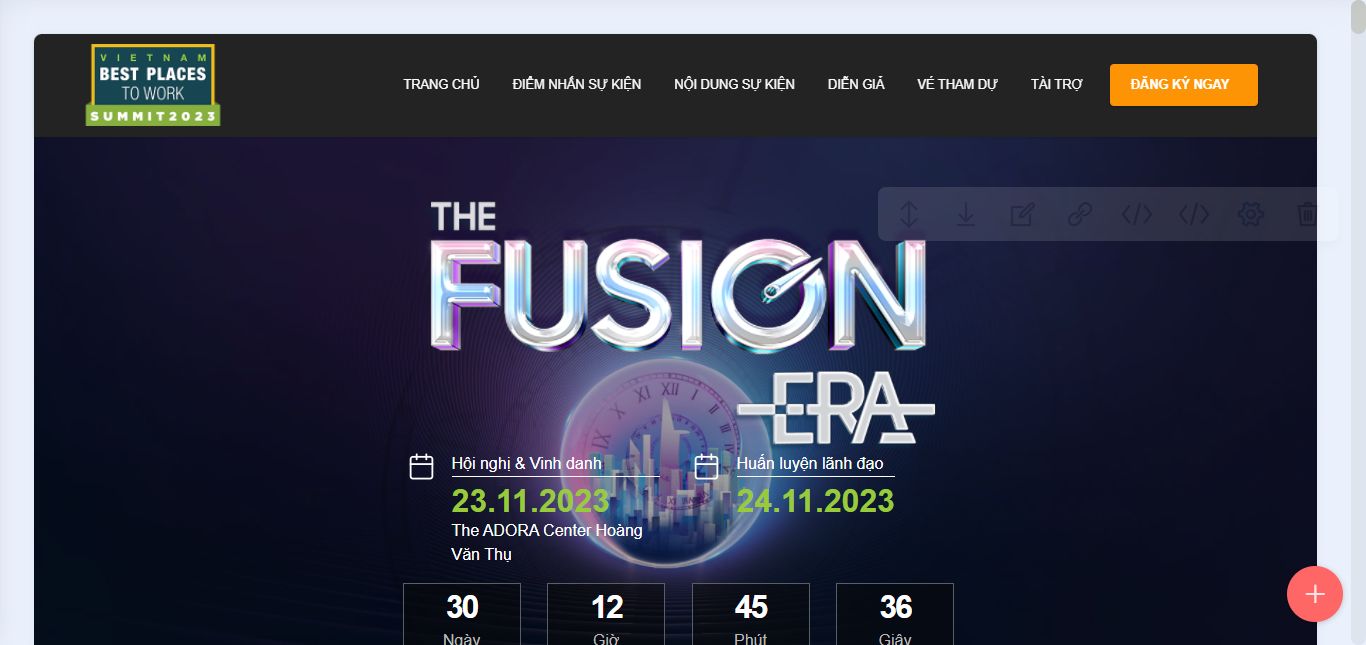 VIETNAM
BEST PLACES
TO WORK
SUMMIT2023
TRANG CHỦ
ĐIỂM NHẤN SỰ KIỆN
NỘI DUNG SỰ KIỆN
DIỄN GIẢ
VÉ THAM DỰ
TÀI TRỢ
ĐĂNG KÝ NGAY
THE
FUSION
ERA
Hội nghị & Vinh danh
23.11.2023
The ADORA Center Hoàng
Văn Thụ
Huấn luyện lãnh đạo
24.11.2023
30
Ngày
12
Giờ
45
Phút
36
Giây